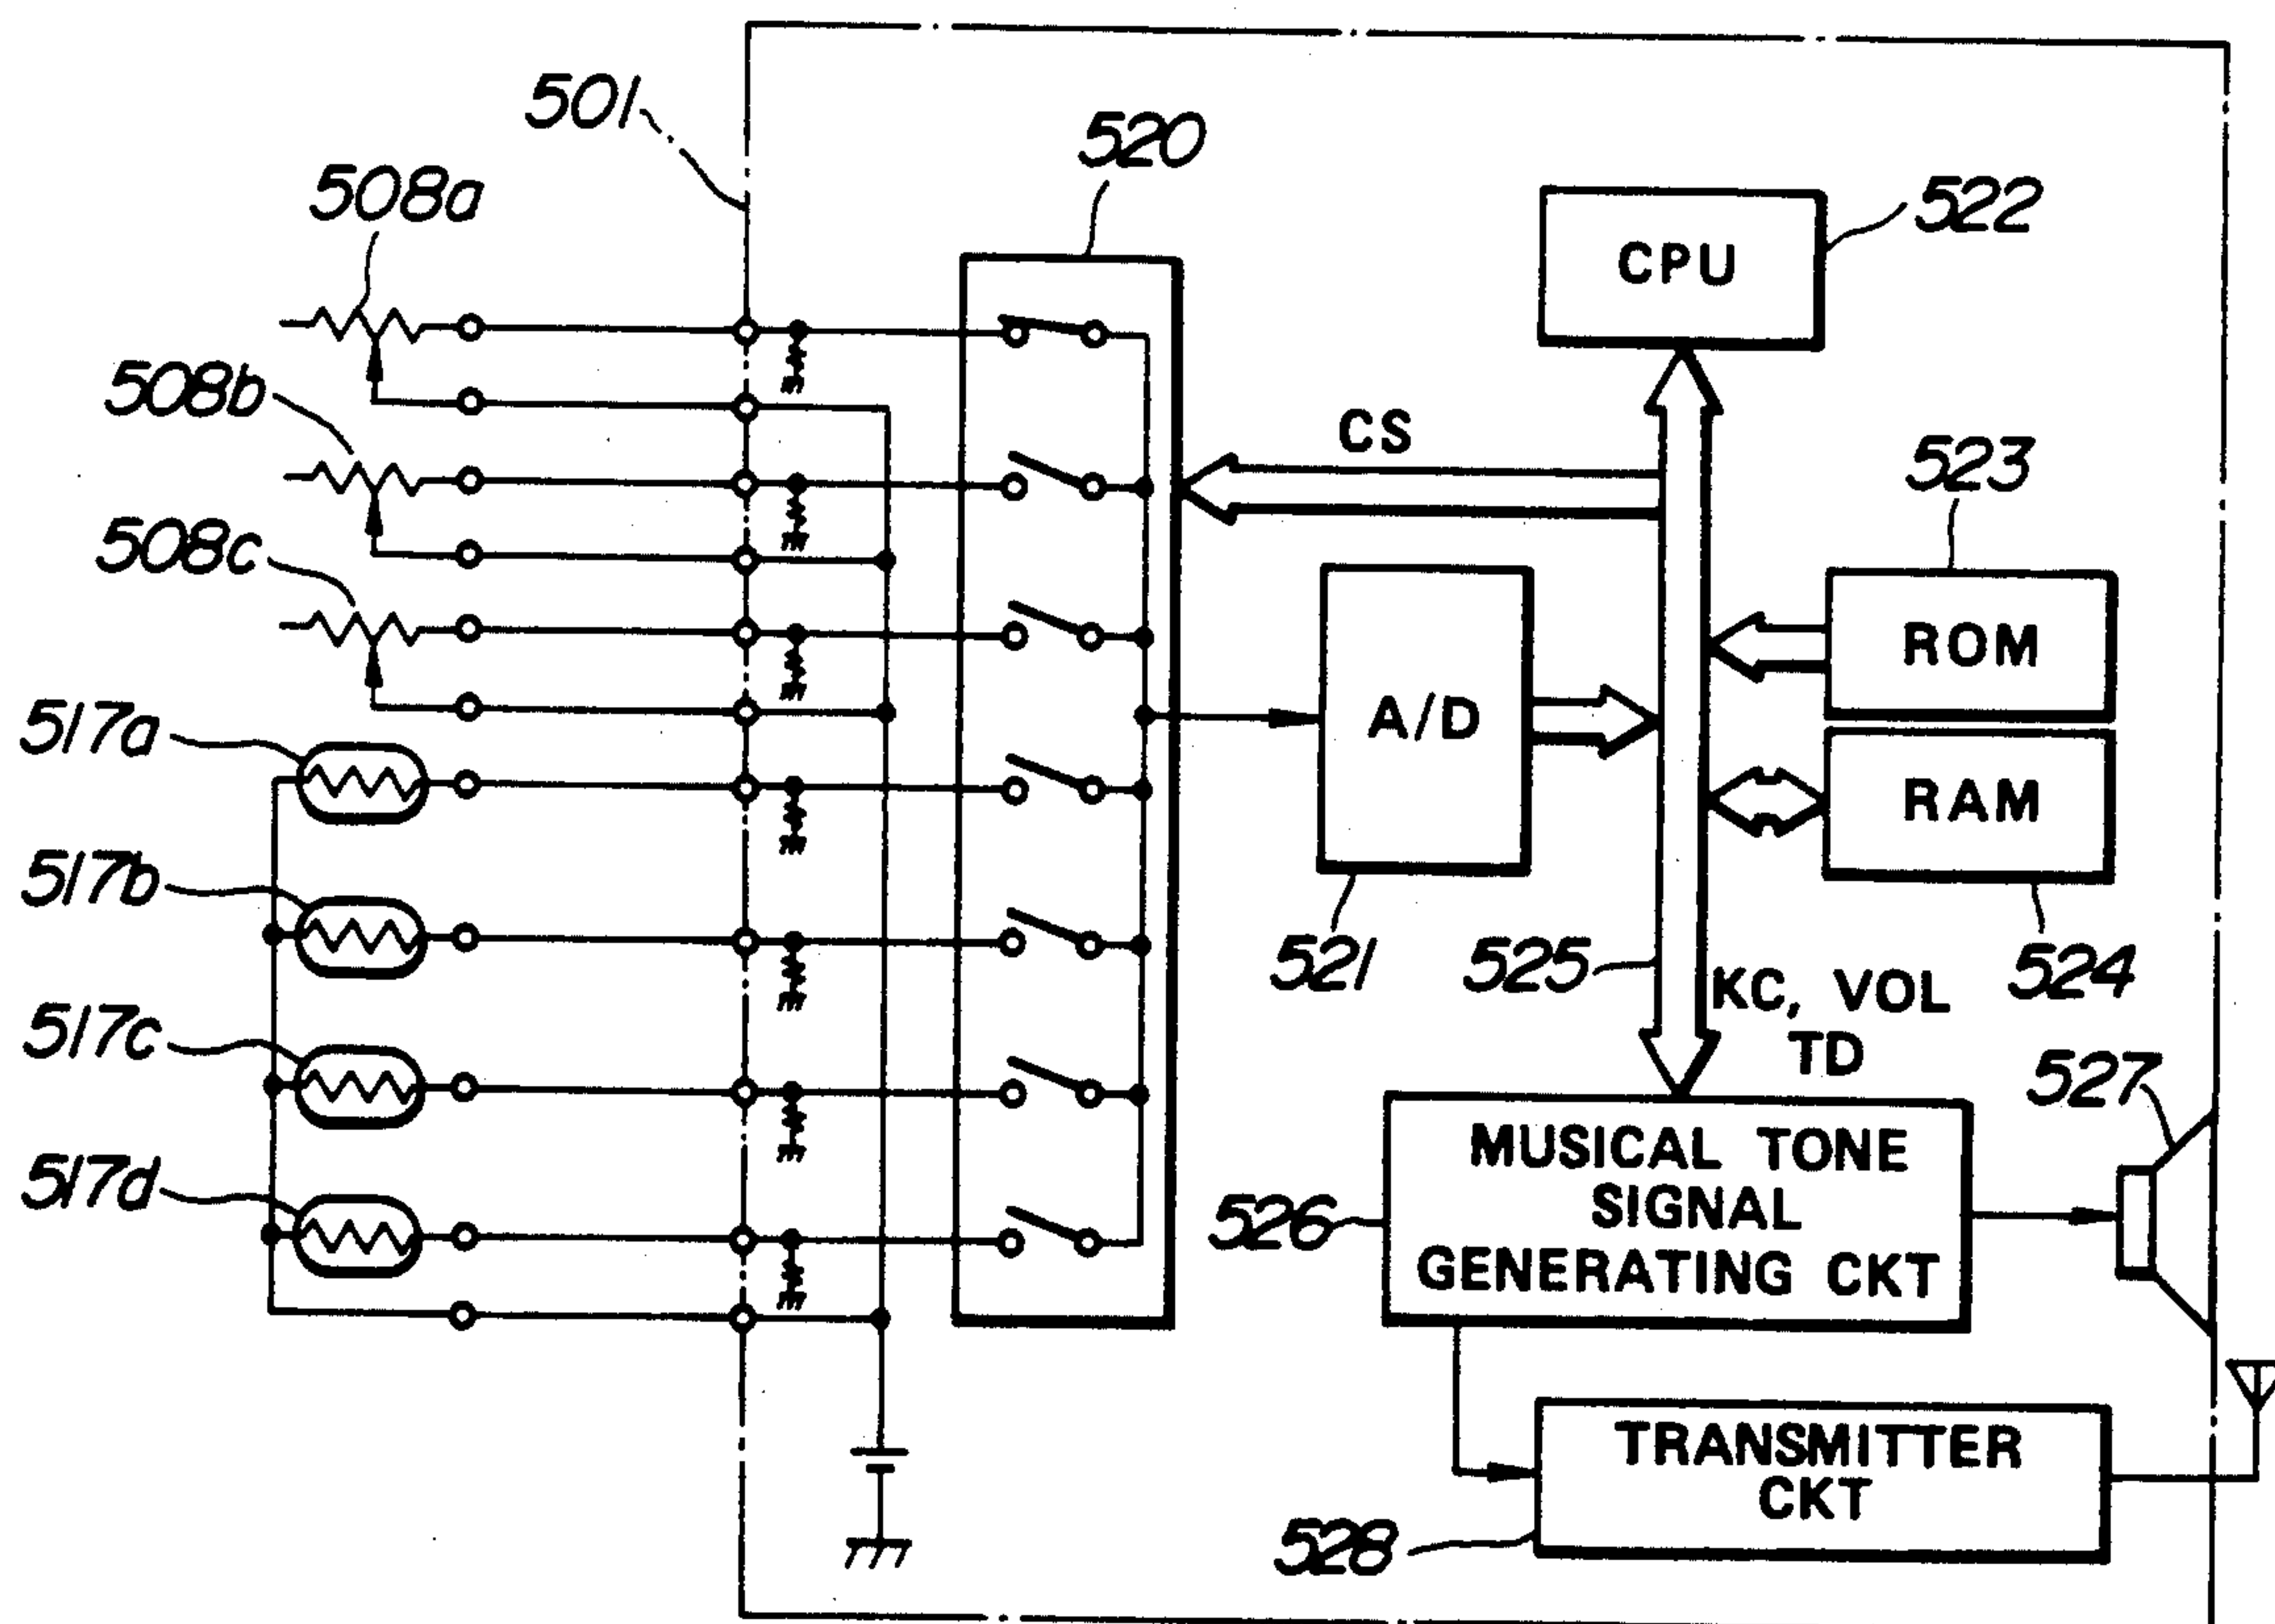 501
520
508a
522
CPU
508b
CS
523
508c
ROM
517a
A/D
RAM
517b
521
525
524
KC, VOL
TD
517c
527
517d
MUSICAL TONE
SIGNAL
GENERATING CKT
526
TRANSMITTER
CKT
528